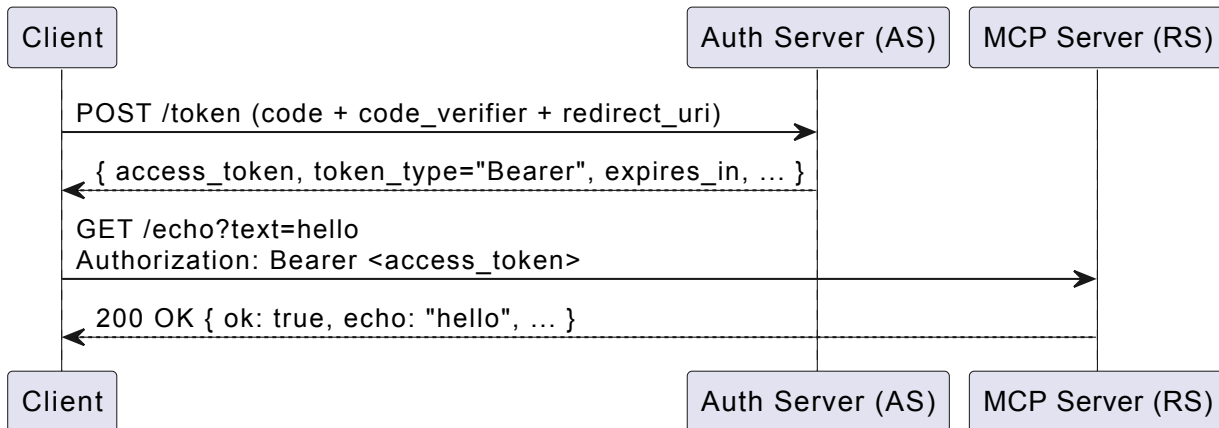 Client
Auth Server (AS)
MCP Server (RS)
POST /token (code + code_verifier + redirect_uri)
{ access_token, token_type="Bearer", expires_in, ... }
GET /echo?text=hello
Authorization: Bearer <access_token>
200 OK { ok: true, echo: "hello", ... }
Client
Auth Server (AS)
MCP Server (RS)